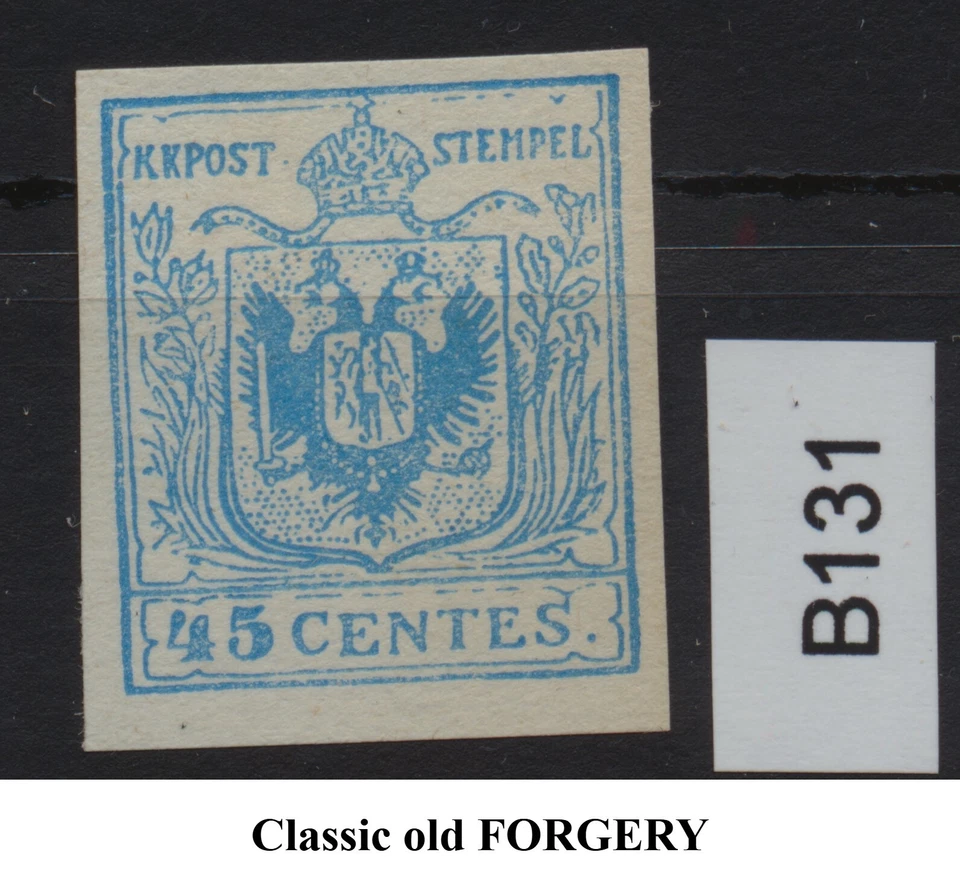 KKPOST STEMPEL
45 CENTES.
B131
Classic old FORGERY